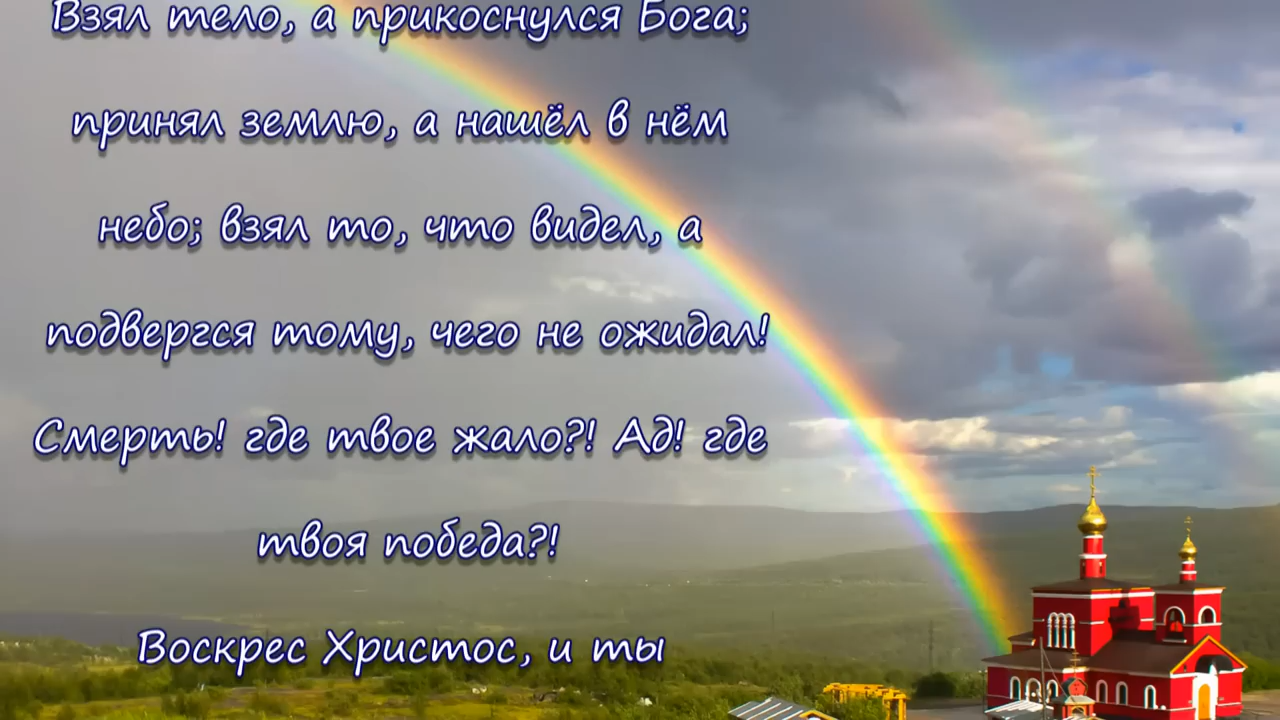 Взял тело, а прикоснулся Бога;
принял землю, а нашёл в нём
небо; взял то, что видел, а
подвергся тому, чего не ожидал!
Смерть! где твое жало?! Ад! где
твоя победа?!
Воскрес Христос, и ты